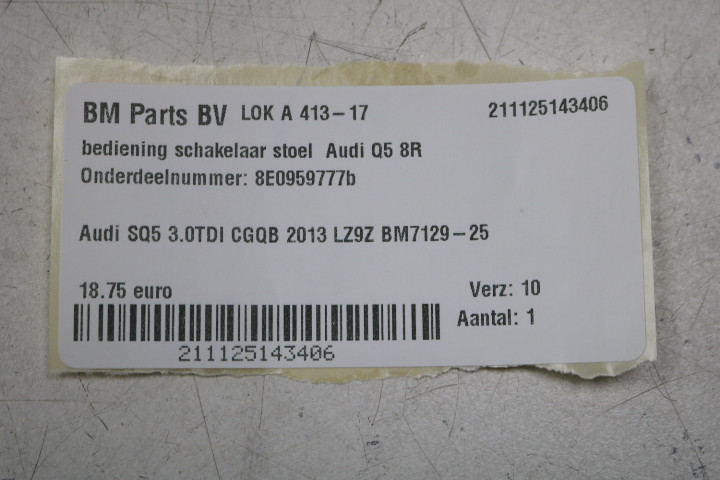 BM Parts BV LOK A 413-17 211125143406
bediening schakelaar stoel Audi Q5 8R
Onderdeelnummer: 8E0959777b
Audi SQ5 3.0TDI CGQB 2013 LZ9Z BM7129-25
18.75 euro Verz: 10
Aantal: 1
211125143406